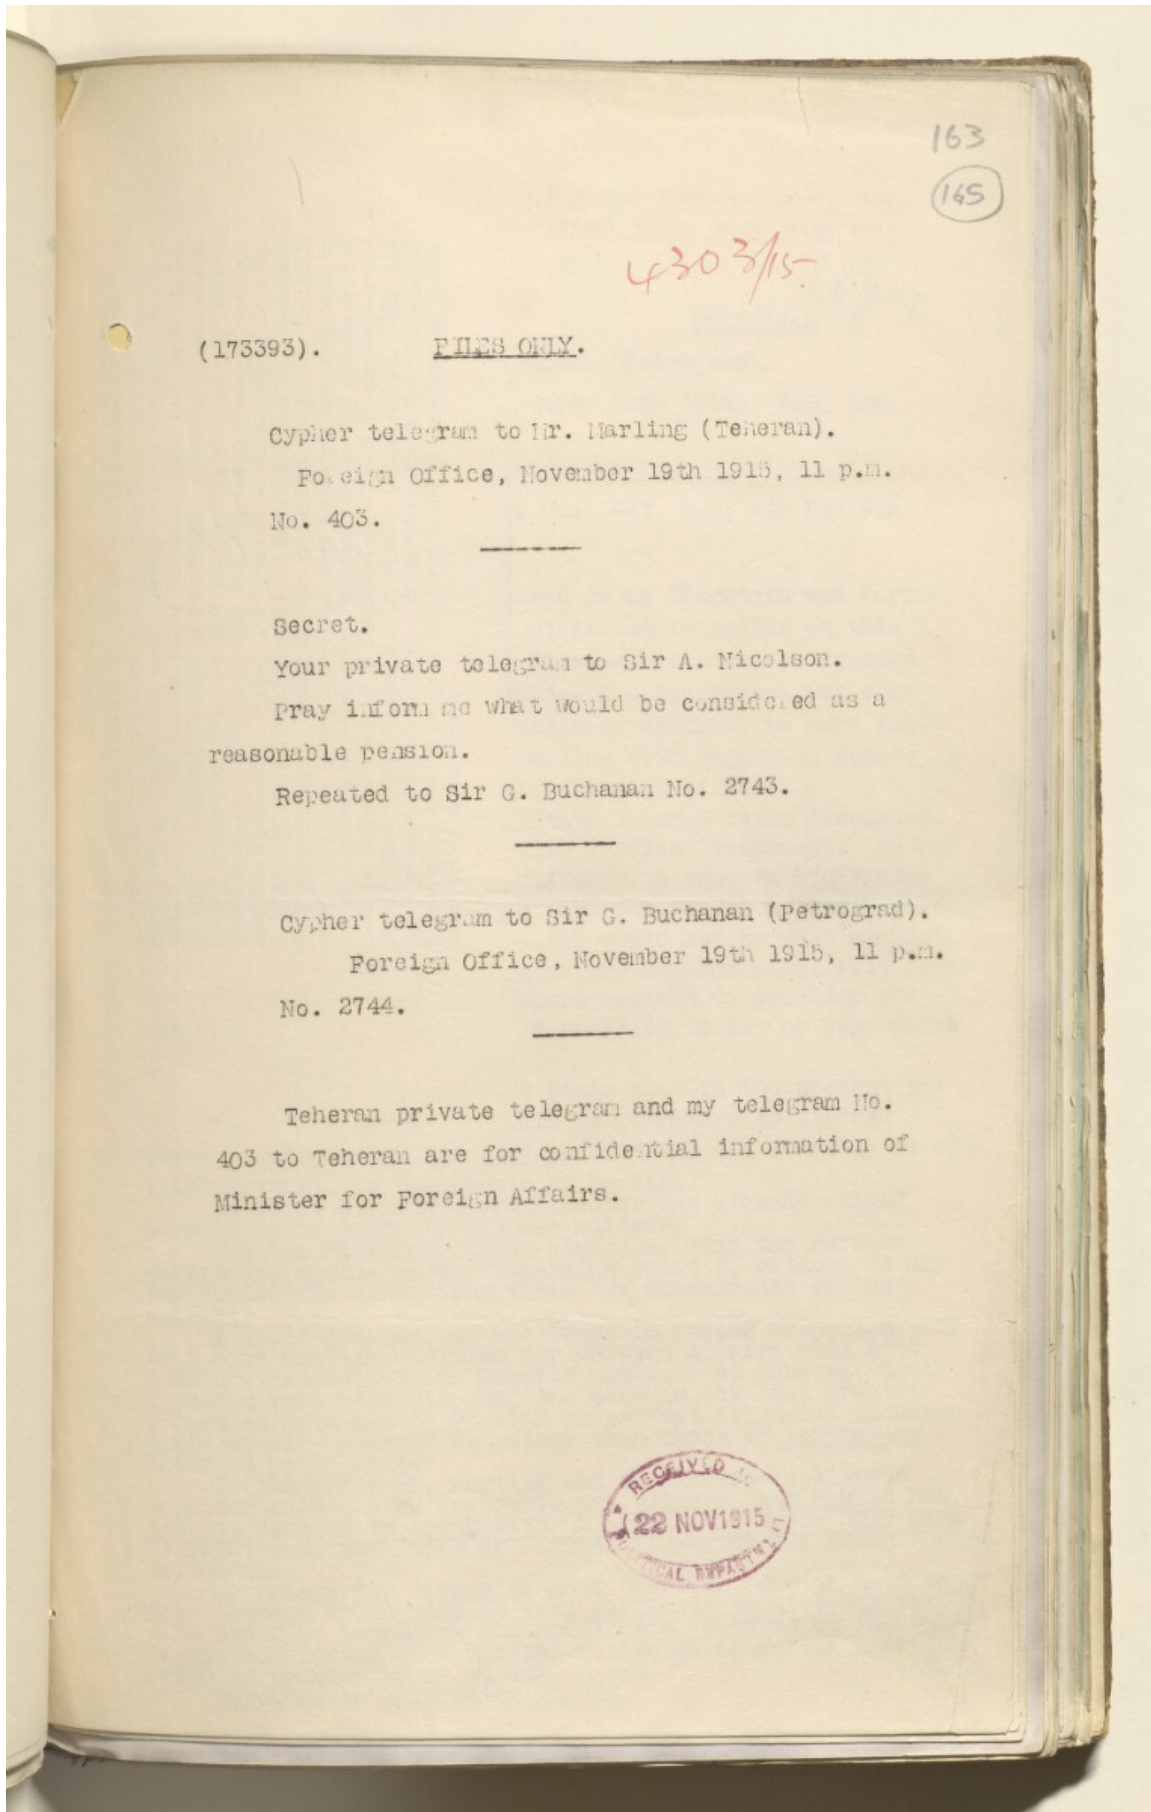 163
165
4303/15.
(173393). FILES ONLY.
Cypher telegram to Mr. Marling (Teheran).
Foreign Office, November 19th 1915, 11 p.m.
No. 403.
Secret.
Your private telegram to Sir A. Nicolson.
Pray inform me what would be considered as a
reasonable pension.
Repeated to Sir G. Buchanan No. 2743.
Cypher telegram to Sir G. Buchanan (Petrograd).
Foreign Office, November 19th 1915, 11 p.m.
No. 2744.
Teheran private telegram and my telegram No.
403 to Teheran are for confidential information of
Minister for Foreign Affairs.
RECEIVED IN
22 NOV 1915
POLITICAL DEPARTMENT